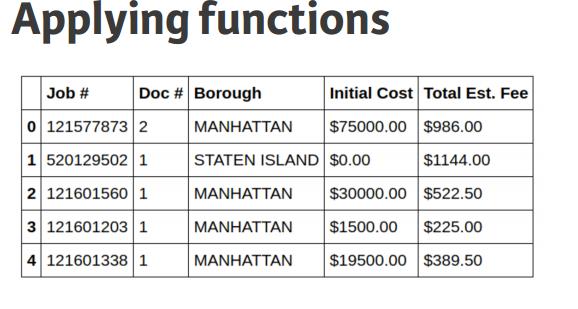 Applying functions
Job # Doc # Borough Initial Cost Total Est. Fee
0 121577873 2 MANHATTAN $75000.00 $986.00
1 520129502 1 STATEN ISLAND $0.00 $1144.00
2 121601560 1 MANHATTAN $30000.00 $522.50
3 121601203 1 MANHATTAN $1500.00 $225.00
4 121601338 1 MANHATTAN $19500.00 $389.50